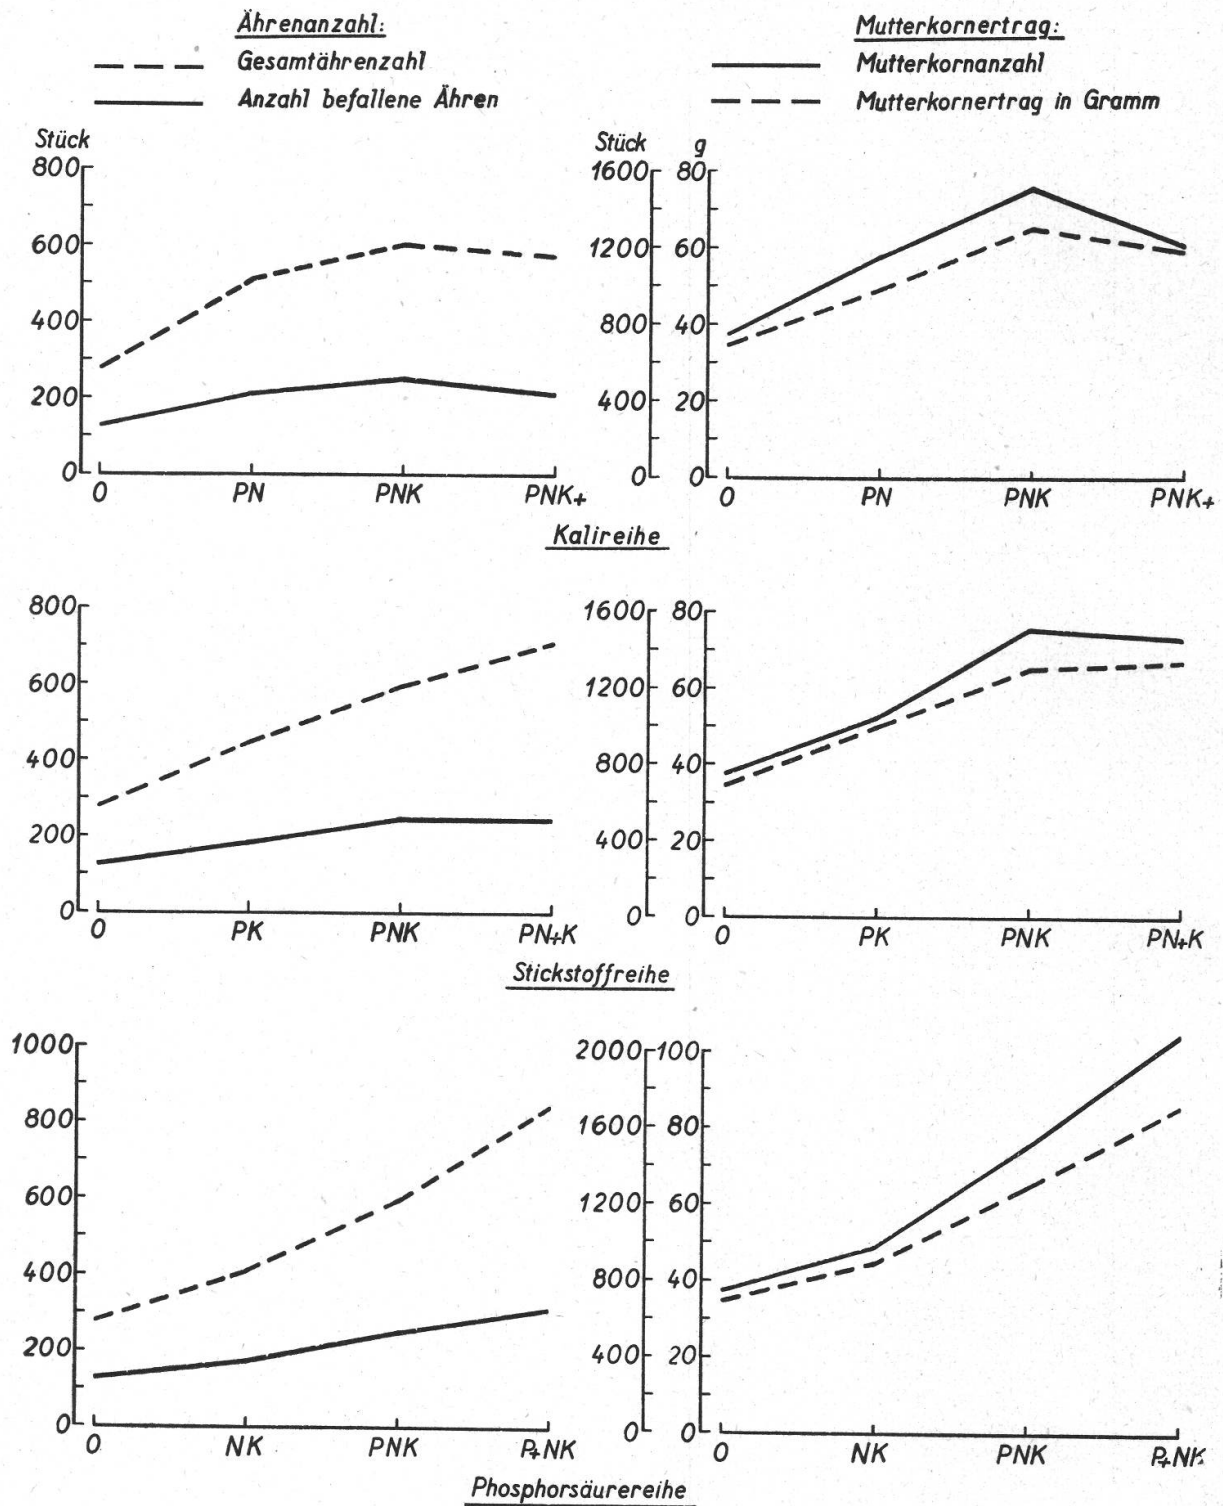 Ährenanzahl:
Gesamtährenzahl
Anzahl befallene Ähren
Mutterkornertrag:
Mutterkornanzahl
Mutterkornertrag in Gramm
Stück
800
600
400
200
0
0 PN PNK PNK+
Stück g
1600 80
1200 60
800 40
400 20
0 0
0 PN PNK PNK+
Kalireihe
800
600
400
200
0
0 PK PNK PN+K
1600 80
1200 60
800 40
400 20
0 0
0 PK PNK PN+K
Stickstoffreihe
1000
800
600
400
200
0
0 NK PNK P+NK
2000 100
1600 80
1200 60
800 40
400 20
0 0
0 NK PNK P+NK
Phosphorsäurereihe